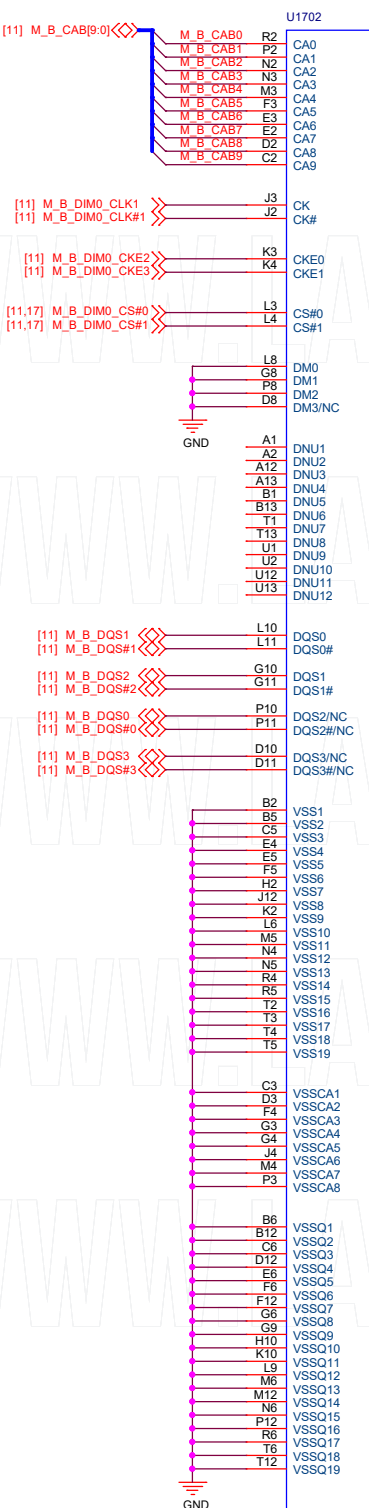 U1702
[11] M_B_CAB[9:0]
M_B_CAB0 R2 CA0
M_B_CAB1 P2 CA1
M_B_CAB2 N2 CA2
M_B_CAB3 N3 CA3
M_B_CAB4 M3 CA4
M_B_CAB5 F3 CA5
M_B_CAB6 E3 CA6
M_B_CAB7 E2 CA7
M_B_CAB8 D2 CA8
M_B_CAB9 C2 CA9
[11] M_B_DIM0_CLK1 J3 CK
[11] M_B_DIM0_CLK#1 J2 CK#
[11] M_B_DIM0_CKE2 K3 CKE0
[11] M_B_DIM0_CKE3 K4 CKE1
[11,17] M_B_DIM0_CS#0 L3 CS#0
[11,17] M_B_DIM0_CS#1 L4 CS#1
L8 DM0
G8 DM1
P8 DM2
D8 DM3/NC
GND
A1 DNU1
A2 DNU2
A12 DNU3
A13 DNU4
B1 DNU5
B13 DNU6
T1 DNU7
T13 DNU8
U1 DNU9
U2 DNU10
U12 DNU11
U13 DNU12
[11] M_B_DQS1 L10 DQS0
[11] M_B_DQS#1 L11 DQS0#
[11] M_B_DQS2 G10 DQS1
[11] M_B_DQS#2 G11 DQS1#
[11] M_B_DQS0 P10 DQS2/NC
[11] M_B_DQS#0 P11 DQS2#/NC
[11] M_B_DQS3 D10 DQS3/NC
[11] M_B_DQS#3 D11 DQS3#/NC
B2 VSS1
B5 VSS2
C5 VSS3
E4 VSS4
E5 VSS5
F5 VSS6
H2 VSS7
J12 VSS8
K2 VSS9
L6 VSS10
M5 VSS11
N4 VSS12
N5 VSS13
R4 VSS14
R5 VSS15
T2 VSS16
T3 VSS17
T4 VSS18
T5 VSS19
C3 VSSCA1
D3 VSSCA2
F4 VSSCA3
G3 VSSCA4
G4 VSSCA5
J4 VSSCA6
M4 VSSCA7
P3 VSSCA8
B6 VSSQ1
B12 VSSQ2
C6 VSSQ3
D12 VSSQ4
E6 VSSQ5
F6 VSSQ6
F12 VSSQ7
G6 VSSQ8
G9 VSSQ9
H10 VSSQ10
K10 VSSQ11
L9 VSSQ12
M6 VSSQ13
M12 VSSQ14
N6 VSSQ15
P12 VSSQ16
R6 VSSQ17
T6 VSSQ18
T12 VSSQ19
GND